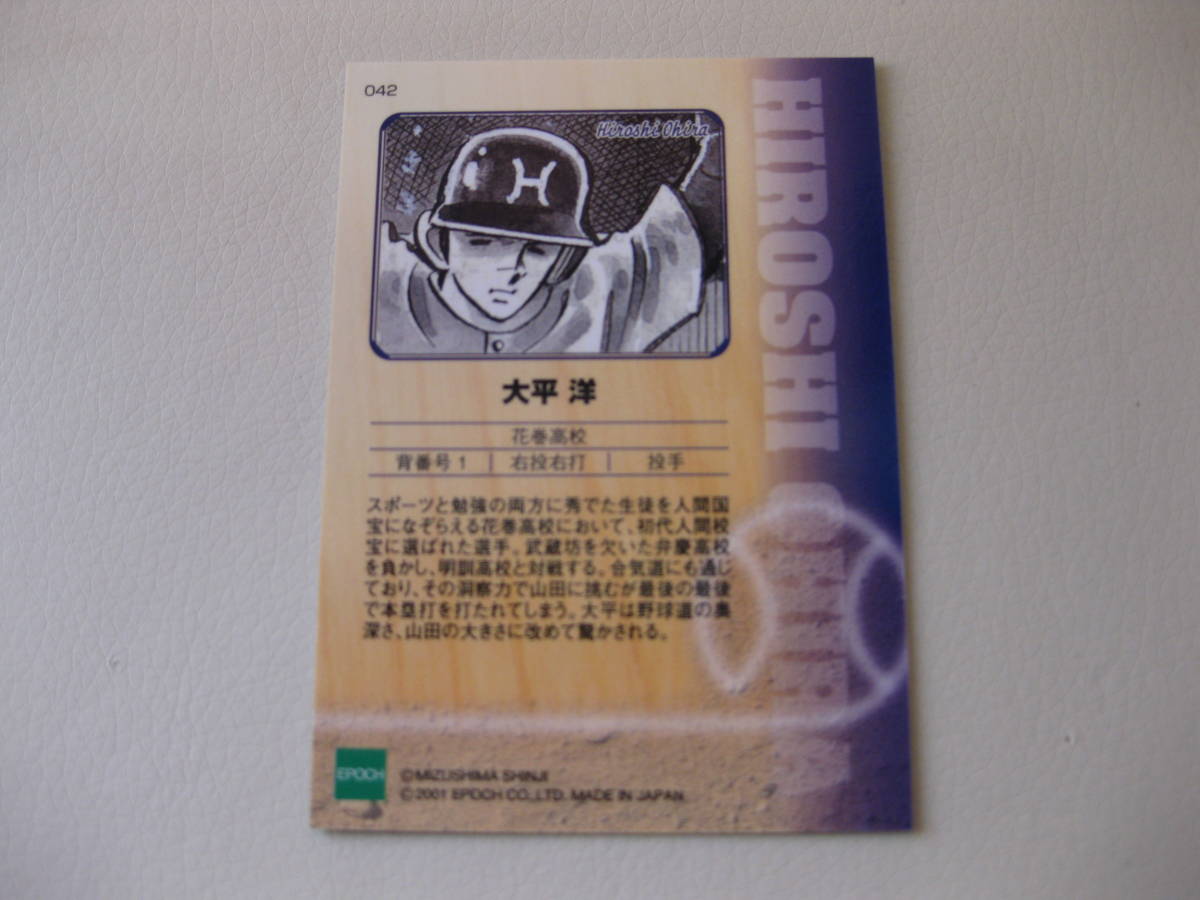 042
Hiroshi Ohira
H
大平 洋
花巻高校
背番号 1 右投右打 投手
スポーツと勉強の両方に秀でた生徒を人間国
宝になぞらえる花巻高校において、初代人間校
宝に選ばれた選手。武蔵坊を欠いた弁慶高校
を負かし、明訓高校と対戦する。合気道にも通じ
ており、その洞察力で山田に挑むが最後の最後
で本塁打を打たれてしまう。大平は野球道の奥
深さ、山田の大きさに改めて驚かされる。
HIROSHI OHIRA
EPOCH
©MIZUSHIMA SHINJI
©2001 EPOCH CO.,LTD. MADE IN JAPAN.